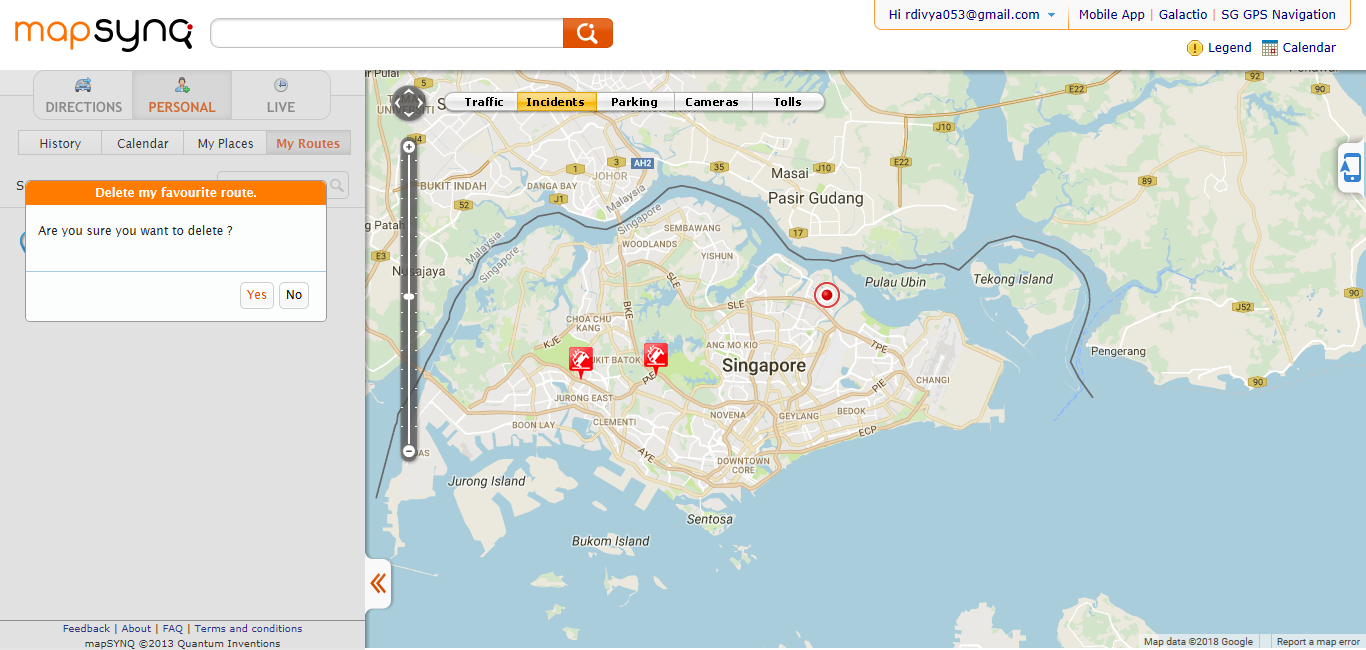 mapsynq
Hi rdivya053@gmail.com
Mobile App | Galactio | SG GPS Navigation
Legend
Calendar
DIRECTIONS
PERSONAL
LIVE
History
Calendar
My Places
My Routes
S
Delete my favourite route.
Are you sure you want to delete ?
Yes
No
Feedback | About | FAQ | Terms and conditions
mapSYNQ ©2013 Quantum Inventions
Traffic
Incidents
Parking
Cameras
Tolls
5
92
E22
J10
J4
1
3
AH2
35
J10
E22
JOHOR
Masai
BUKIT INDAH
DANGA BAY
89
J1
Malaysia
Singapore
Pasir Gudang
52
g Patah
17
SEMBAWANG
Malaysia
Singapore
WOODLANDS
E3
YISHUN
Nusajaya
SLE
Pulau Ubin
Tekong Island
90
BKE
SLE
J52
CHOA CHU
KANG
KJE
ANG MO KIO
TPE
Pengerang
UKIT BATOK
Singapore
PIE
PIE
CHANGI
90
JURONG EAST
NOVENA
GEYLANG
BEDOK
BOON LAY
CLEMENTI
ECP
AYE
DOWNTOWN
CORE
AS
Jurong Island
Sentosa
Bukom Island
Map data ©2018 Google
Report a map error